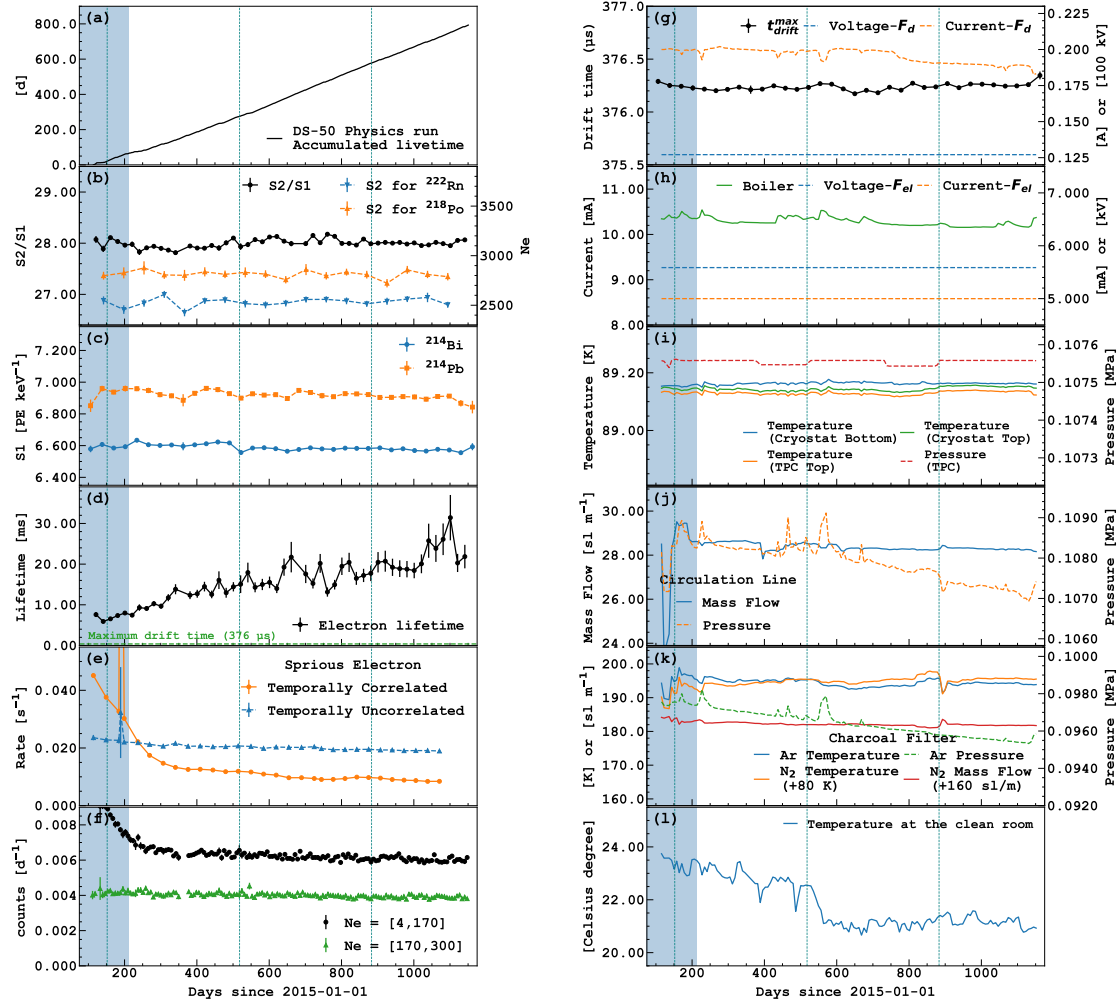 (a)
800.0
600.0
400.0
200.0
0.0
[d]
DS-50 Physics run
Accumulated livetime
(b)
S2/S1
S2 for ²²²Rn
S2 for ²¹⁸Po
29.00
28.00
27.00
S2/S1
3500
3000
2500
Ne
(c)
²¹⁴Bi
²¹⁴Pb
7.200
7.000
6.800
6.600
6.400
S1 [PE keV⁻¹]
(d)
30.00
20.00
10.00
0.00
Lifetime [ms]
Maximum drift time (376 μs)
Electron lifetime
(e)
Sprious Electron
Temporally Correlated
Temporally Uncorrelated
0.040
0.020
0.000
Rate [s⁻¹]
(f)
0.008
0.006
0.004
0.002
0.000
counts [d⁻¹]
Ne = [4,170]
Ne = [170,300]
200
400
600
800
1000
Days since 2015-01-01
(g)
t_drift^max
Voltage-F_d
Current-F_d
377.0
376.5
376.0
375.5
Drift time (μs)
0.225
0.200
0.175
0.150
0.125
[A] or [100 kV]
(h)
Boiler
Voltage-F_el
Current-F_el
11.00
10.00
9.00
8.00
Current [mA]
7.000
6.000
5.000
[mA] or [kV]
(i)
89.20
89.00
Temperature [K]
Temperature
(Cryostat Bottom)
Temperature
(TPC Top)
Temperature
(Cryostat Top)
Pressure
(TPC)
0.1076
0.1075
0.1074
0.1073
Pressure [MPa]
(j)
30.00
28.00
26.00
24.00
Mass Flow [sl m⁻¹]
Circulation Line
Mass Flow
Pressure
0.1090
0.1080
0.1070
0.1060
Pressure [MPa]
(k)
200.0
190.0
180.0
170.0
160.0
[K] or [sl m⁻¹]
Charcoal Filter
Ar Temperature
N₂ Temperature
(+80 K)
Ar Pressure
N₂ Mass Flow
(+160 sl/m)
0.1000
0.0980
0.0960
0.0940
0.0920
Pressure [MPa]
(l)
Temperature at the clean room
24.00
22.00
20.00
[Celsius degree]
200
400
600
800
1000
Days since 2015-01-01